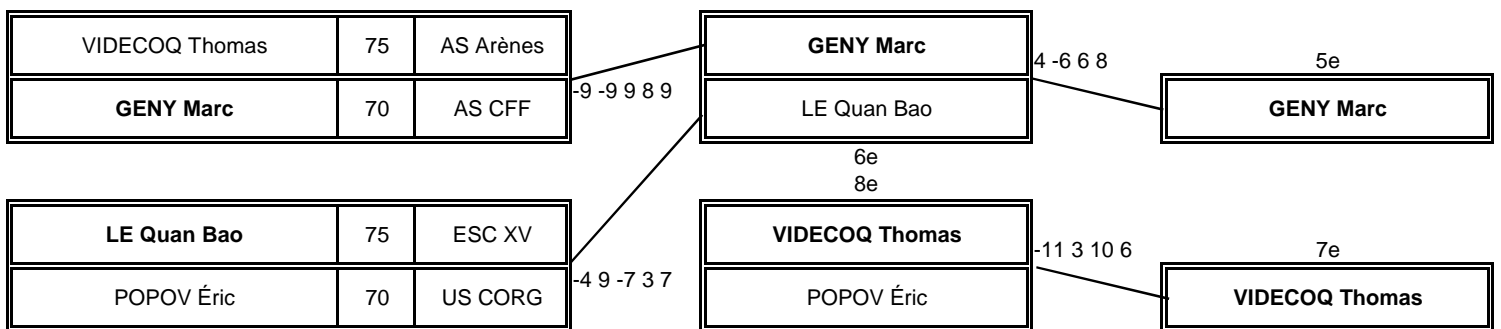 VIDECOQ Thomas 75 AS Arènes
GENY Marc 70 AS CFF
-9 -9 9 8 9
LE Quan Bao 75 ESC XV
POPOV Éric 70 US CORG
-4 9 -7 3 7
GENY Marc
LE Quan Bao
4 -6 6 8
6e
8e
VIDECOQ Thomas
POPOV Éric
-11 3 10 6
5e
GENY Marc
7e
VIDECOQ Thomas